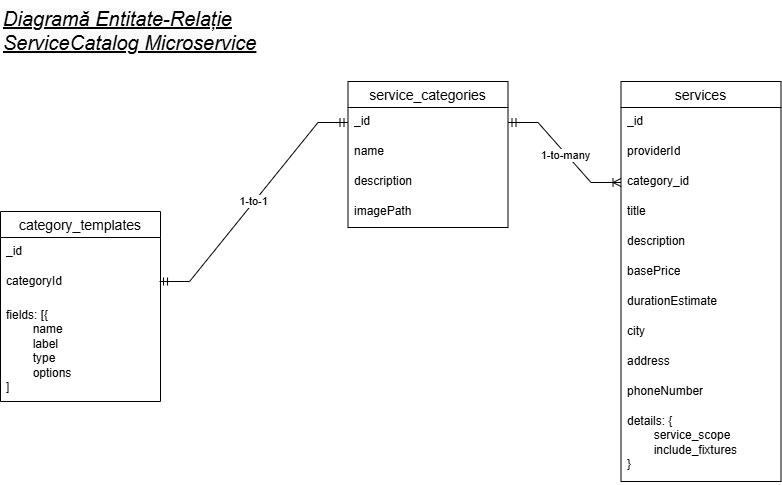 Diagramă Entitate-Relație
ServiceCatalog Microservice
category_templates
_id
categoryId
fields: [{
name
label
type
options
]
1-to-1
service_categories
_id
name
description
imagePath
1-to-many
services
_id
providerId
category_id
title
description
basePrice
durationEstimate
city
address
phoneNumber
details: {
service_scope
include_fixtures
}